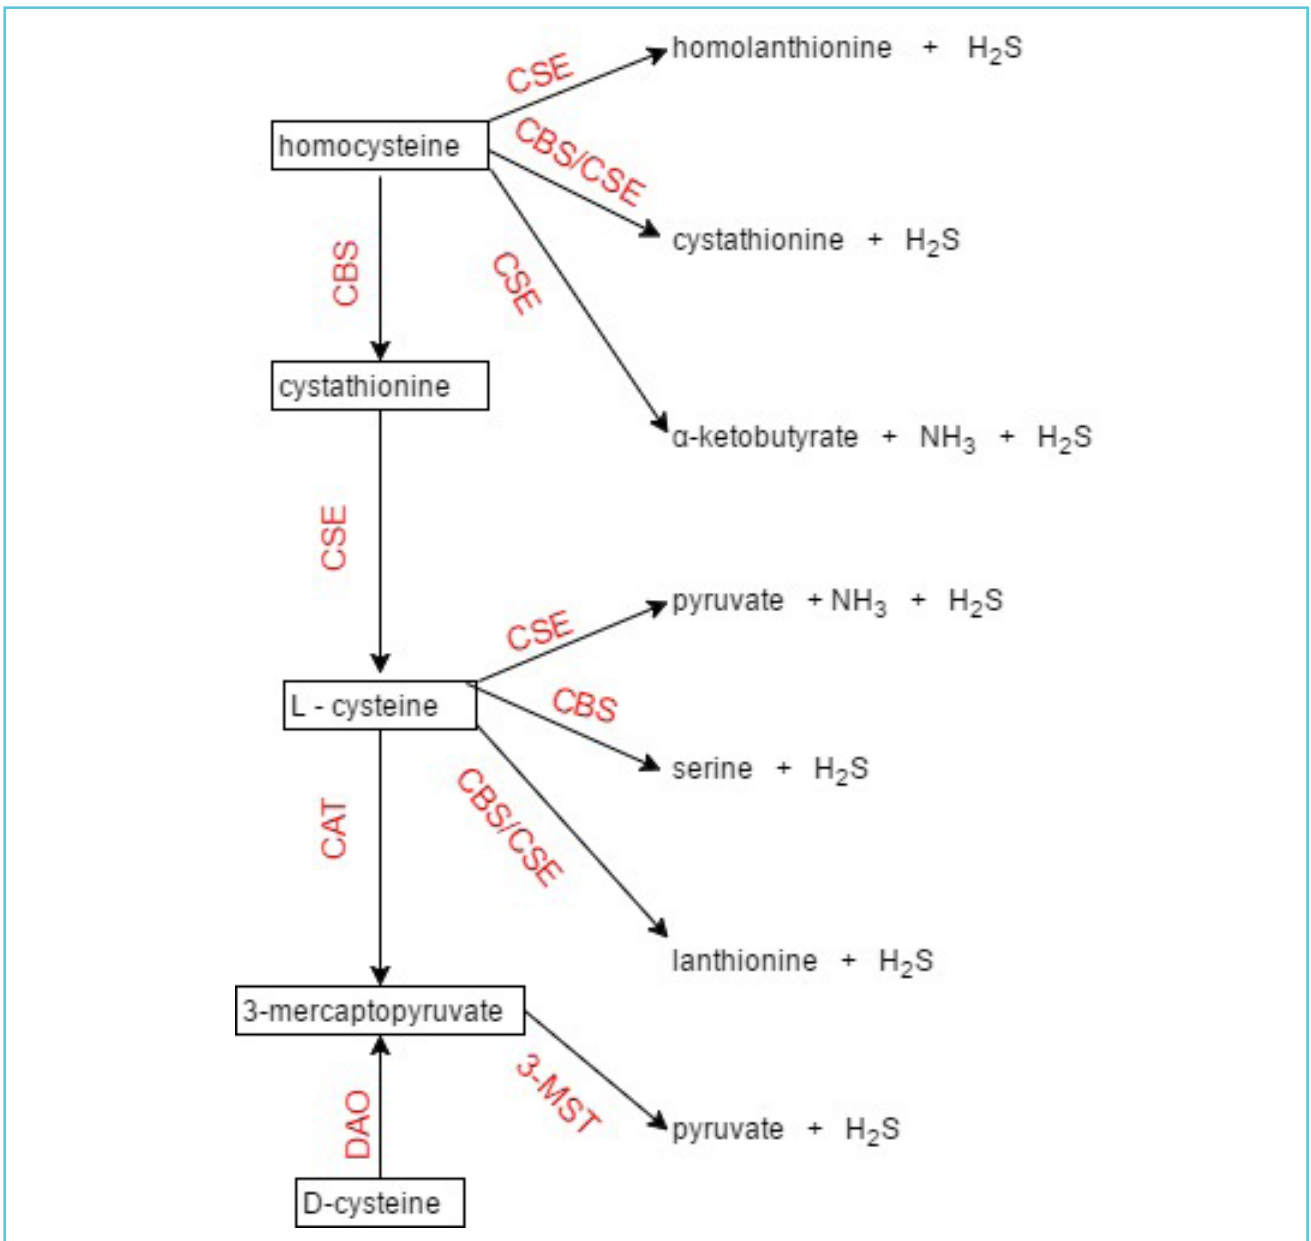 homolanthionine + H₂S
CSE
homocysteine
CBS/CSE
cystathionine + H₂S
CBS
CSE
cystathionine
α-ketobutyrate + NH₃ + H₂S
CSE
pyruvate + NH₃ + H₂S
CSE
L - cysteine
CBS
serine + H₂S
CAT
CBS/CSE
lanthionine + H₂S
3-mercaptopyruvate
3-MST
DAO
pyruvate + H₂S
D-cysteine